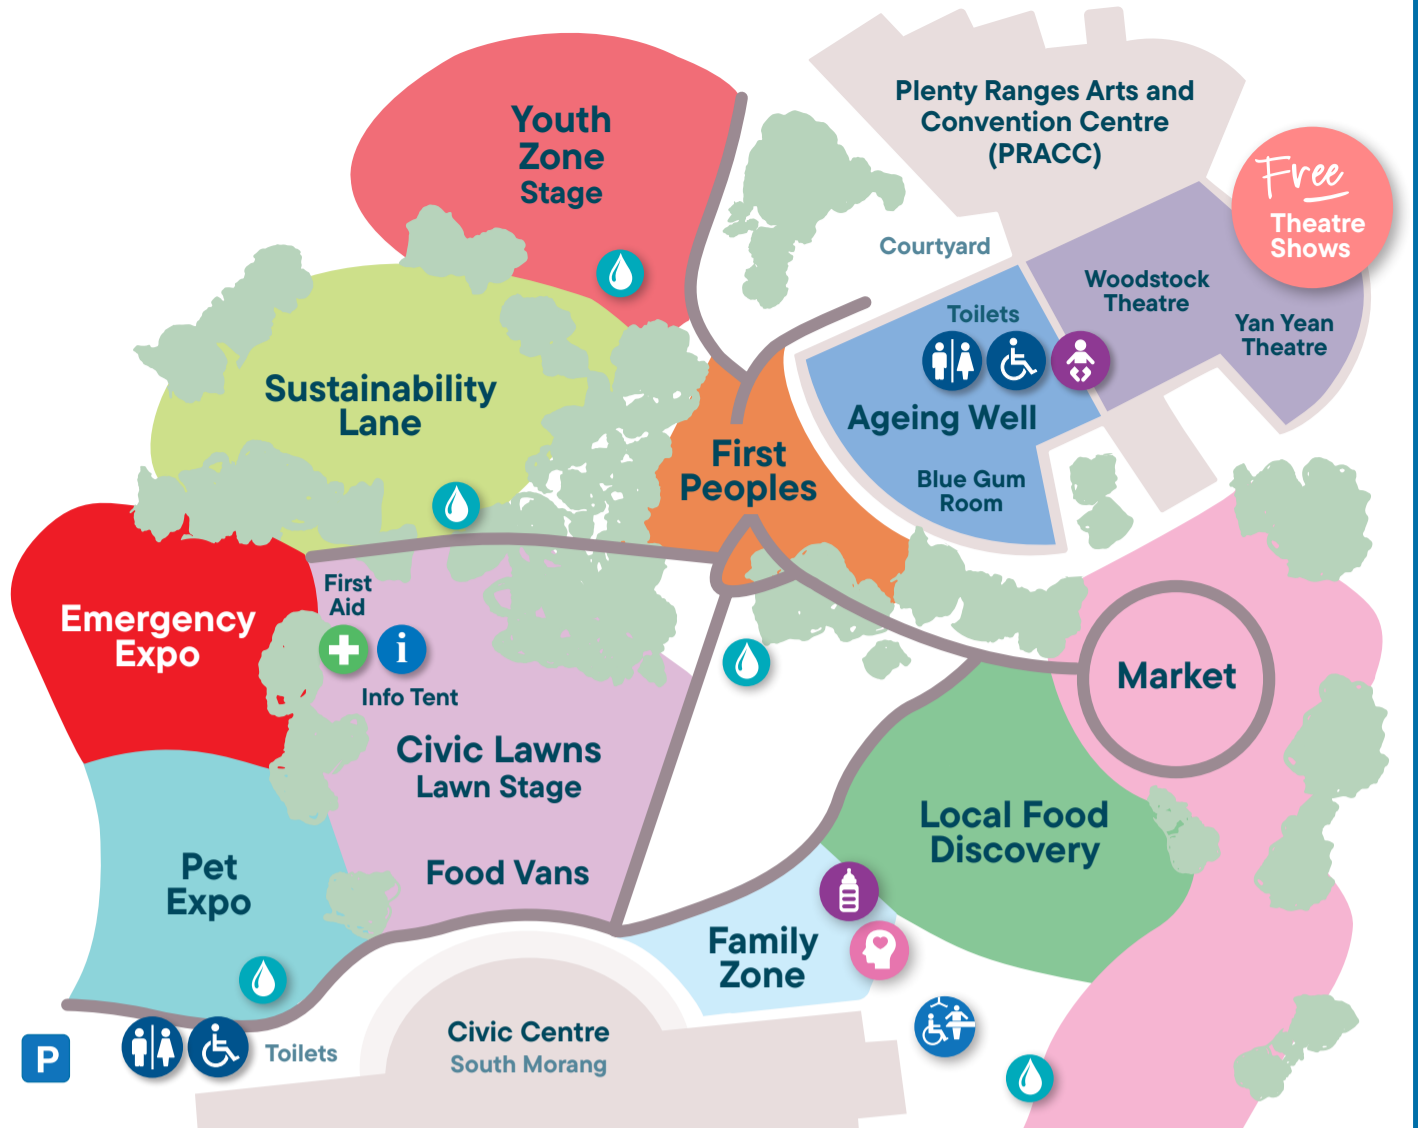 Plenty Ranges Arts and
Convention Centre
(PRACC)
Youth
Zone
Stage
Free
Theatre
Shows
Courtyard
Woodstock
Theatre
Toilets
Yan Yean
Theatre
Sustainability
Lane
Ageing Well
First
Peoples
Blue Gum
Room
First
Aid
Emergency
Expo
i
Info Tent
Market
Civic Lawns
Lawn Stage
Local Food
Discovery
Food Vans
Pet
Expo
Family
Zone
Civic Centre
South Morang
P
Toilets